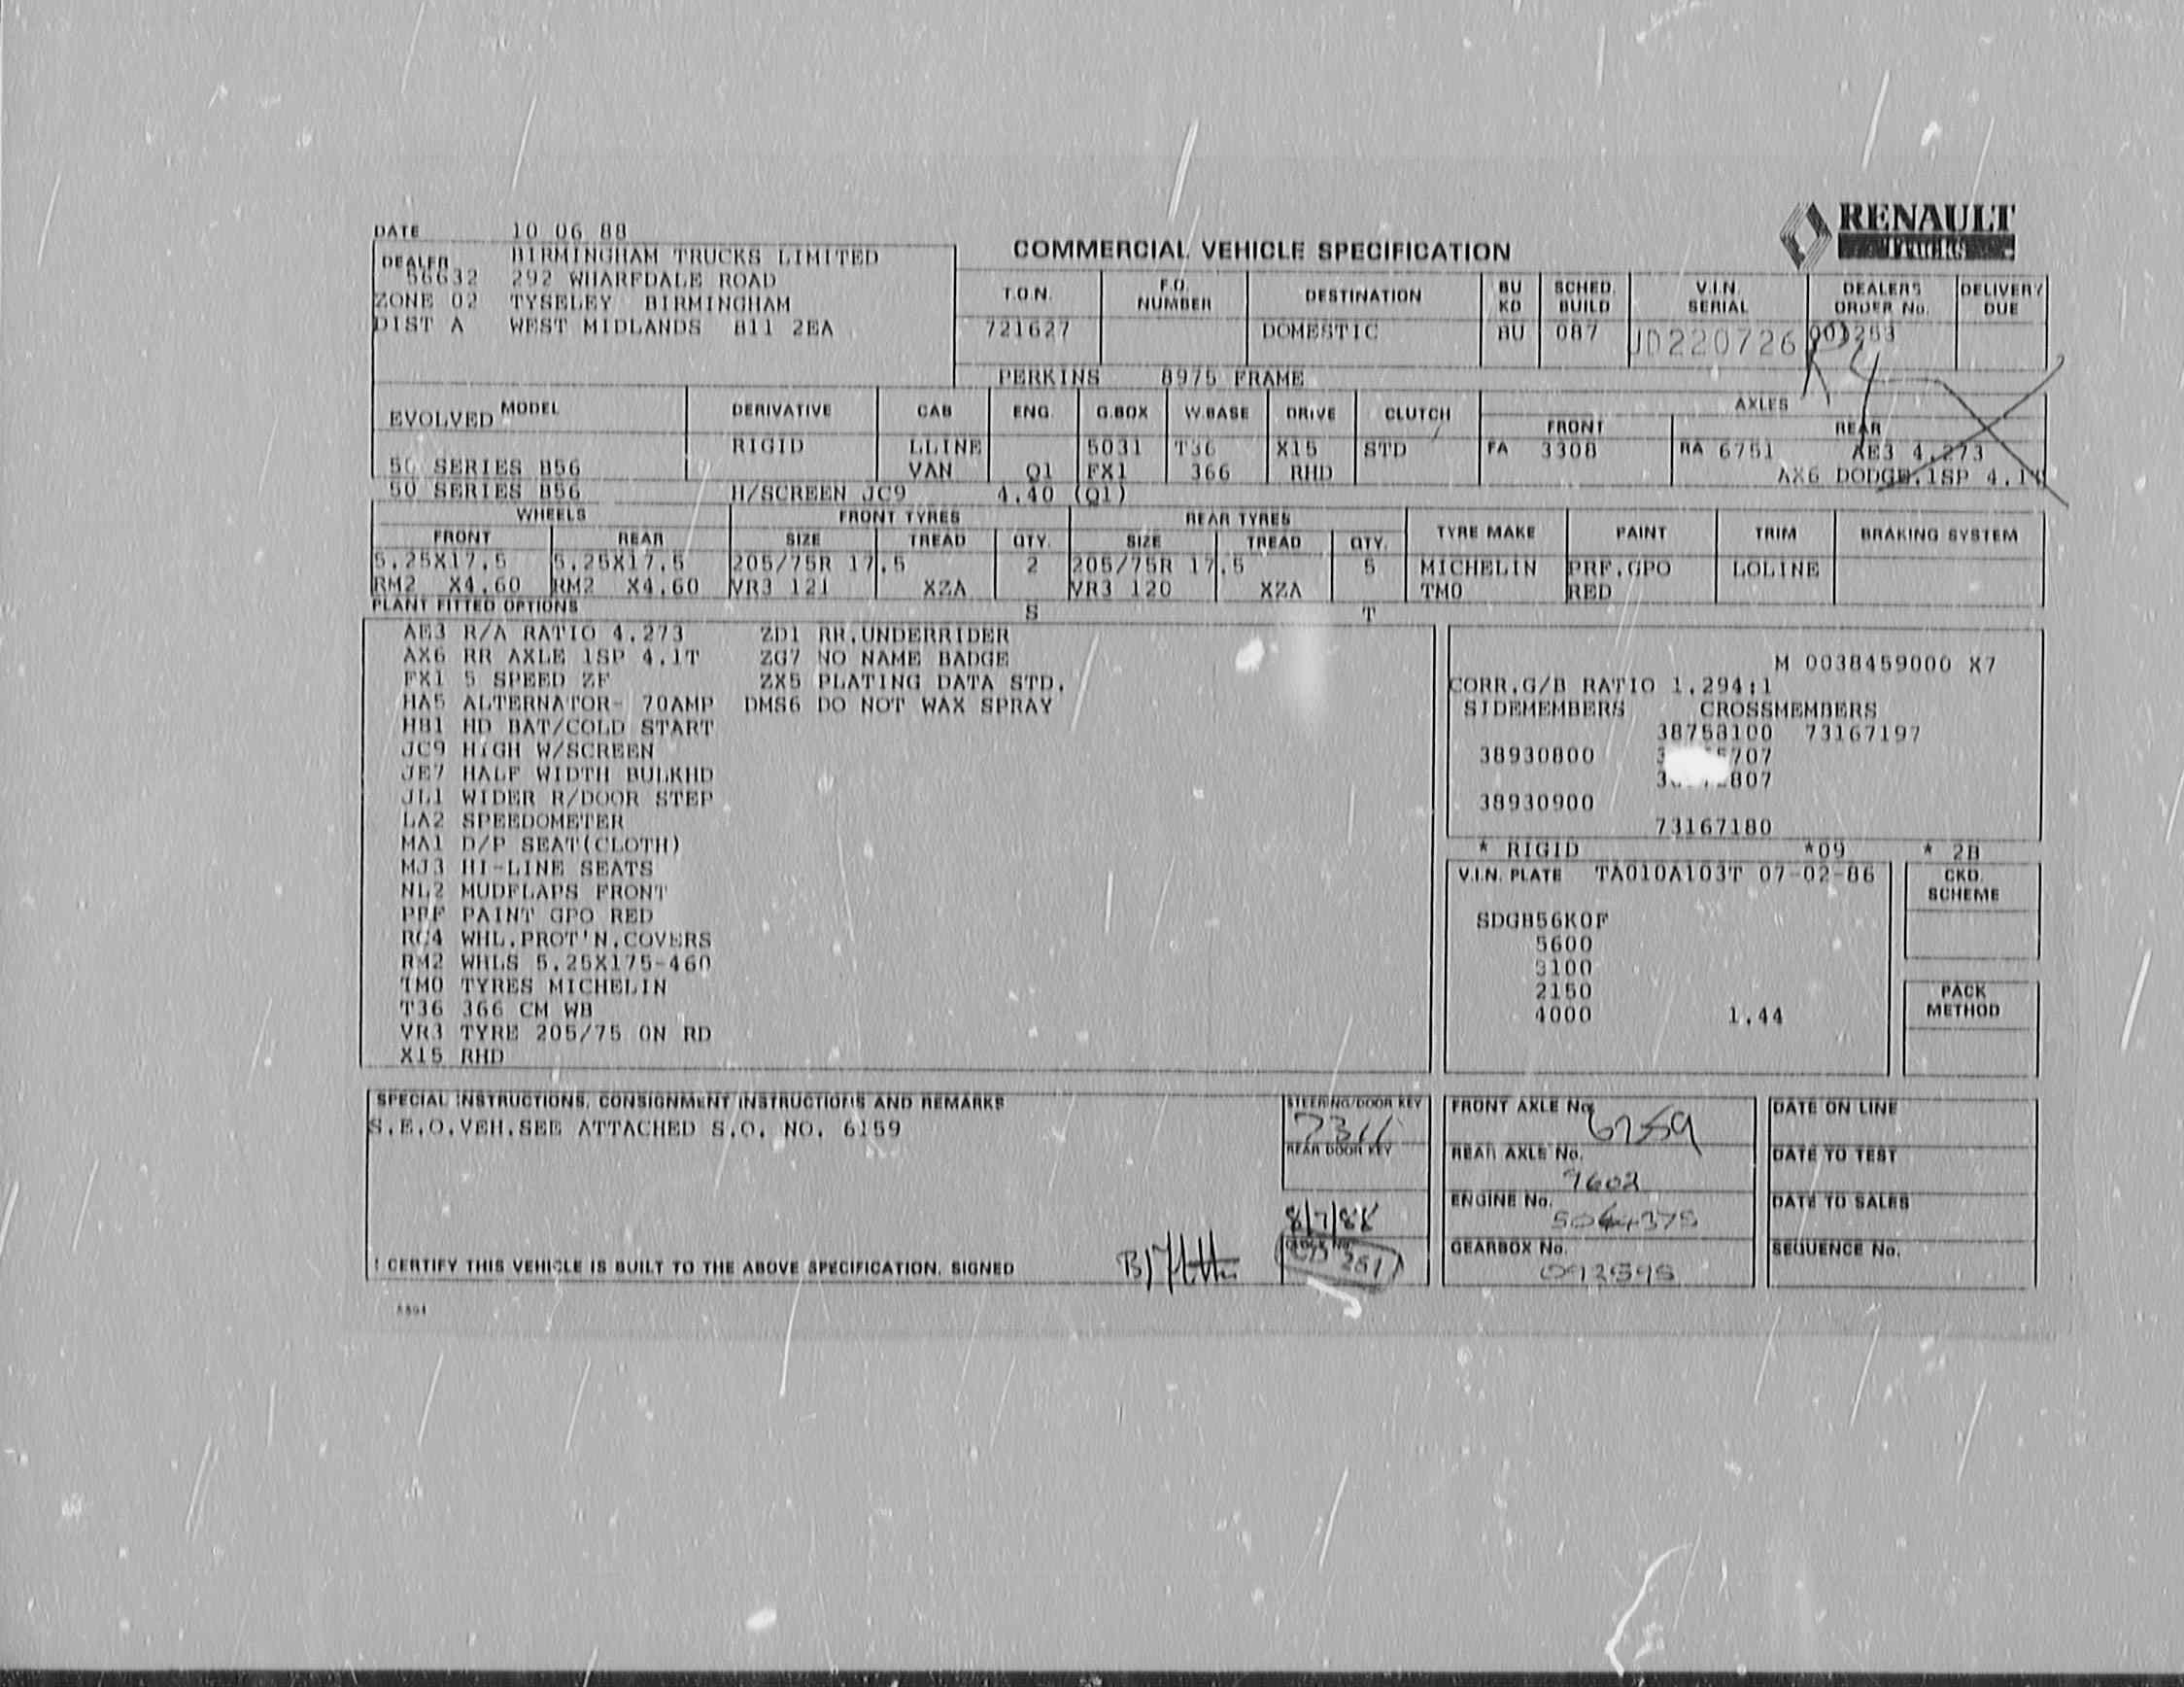 DATE 10 06 88
RENAULT
TRUCKS
DEALER BIRMINGHAM TRUCKS LIMITED
56632 292 WHARFDALE ROAD
ZONE 02 TYSELEY BIRMINGHAM
DIST A WEST MIDLANDS B11 2EA
COMMERCIAL VEHICLE SPECIFICATION
T.O.N. F.O. NUMBER DESTINATION BU KD SCHED. BUILD V.I.N. SERIAL DEALERS ORDER No. DELIVERY DUE
721627 DOMESTIC BU 087 JD220726 001253
PERKINS 8975 FRAME
EVOLVED MODEL DERIVATIVE CAB ENG. G.BOX W.BASE DRIVE CLUTCH AXLES
FRONT REAR
RIGID LLINE 5031 T36 X15 STD FA 3308 RA 6751 AE3 4.273
50 SERIES B56 VAN Q1 FX1 366 RHD AX6 DODGE.1SP 4.1T
50 SERIES B56 H/SCREEN JC9 4.40 (Q1)
WHEELS FRONT TYRES REAR TYRES TYRE MAKE PAINT TRIM BRAKING SYSTEM
FRONT REAR SIZE TREAD QTY. SIZE TREAD QTY.
5.25X17.5 5.25X17.5 205/75R 17.5 2 205/75R 17.5 5 MICHELIN PRF.GPO LOLINE
RM2 X4.60 RM2 X4.60 VR3 121 XZA VR3 120 XZA TMO RED
PLANT FITTED OPTIONS S T
AE3 R/A RATIO 4.273 ZD1 RR.UNDERRIDER
AX6 RR AXLE 1SP 4.1T ZG7 NO NAME BADGE
FX1 5 SPEED ZF ZX5 PLATING DATA STD.
HA5 ALTERNATOR- 70AMP DMS6 DO NOT WAX SPRAY
HB1 HD BAT/COLD START
JC9 HIGH W/SCREEN
JE7 HALF WIDTH BULKHD
JL1 WIDER R/DOOR STEP
LA2 SPEEDOMETER
MA1 D/P SEAT(CLOTH)
MJ3 HI-LINE SEATS
NL2 MUDFLAPS FRONT
PRF PAINT GPO RED
RC4 WHL.PROT'N.COVERS
RM2 WHLS 5.25X175-460
TMO TYRES MICHELIN
T36 366 CM WB
VR3 TYRE 205/75 ON RD
X15 RHD
M 0038459000 X7
CORR.G/B RATIO 1.294:1
SIDEMEMBERS CROSSMEMBERS
38758100 73167197
38930800
38930900
73167180
* RIGID *09 * 2B
V.I.N. PLATE TA010A103T 07-02-86 CKD. SCHEME
SDGB56K0F
5600
3100
2150
4000 1.44
PACK METHOD
SPECIAL INSTRUCTIONS, CONSIGNMENT INSTRUCTIONS AND REMARKS
S.E.O.VEH.SEE ATTACHED S.O. NO. 6159
STEERING/DOOR KEY
7311
REAR DOOR KEY
8/7/88
I CERTIFY THIS VEHICLE IS BUILT TO THE ABOVE SPECIFICATION. SIGNED
FRONT AXLE No.
REAR AXLE No.
9602
ENGINE No.
GEARBOX No.
092595
DATE ON LINE
DATE TO TEST
DATE TO SALES
SEQUENCE No.